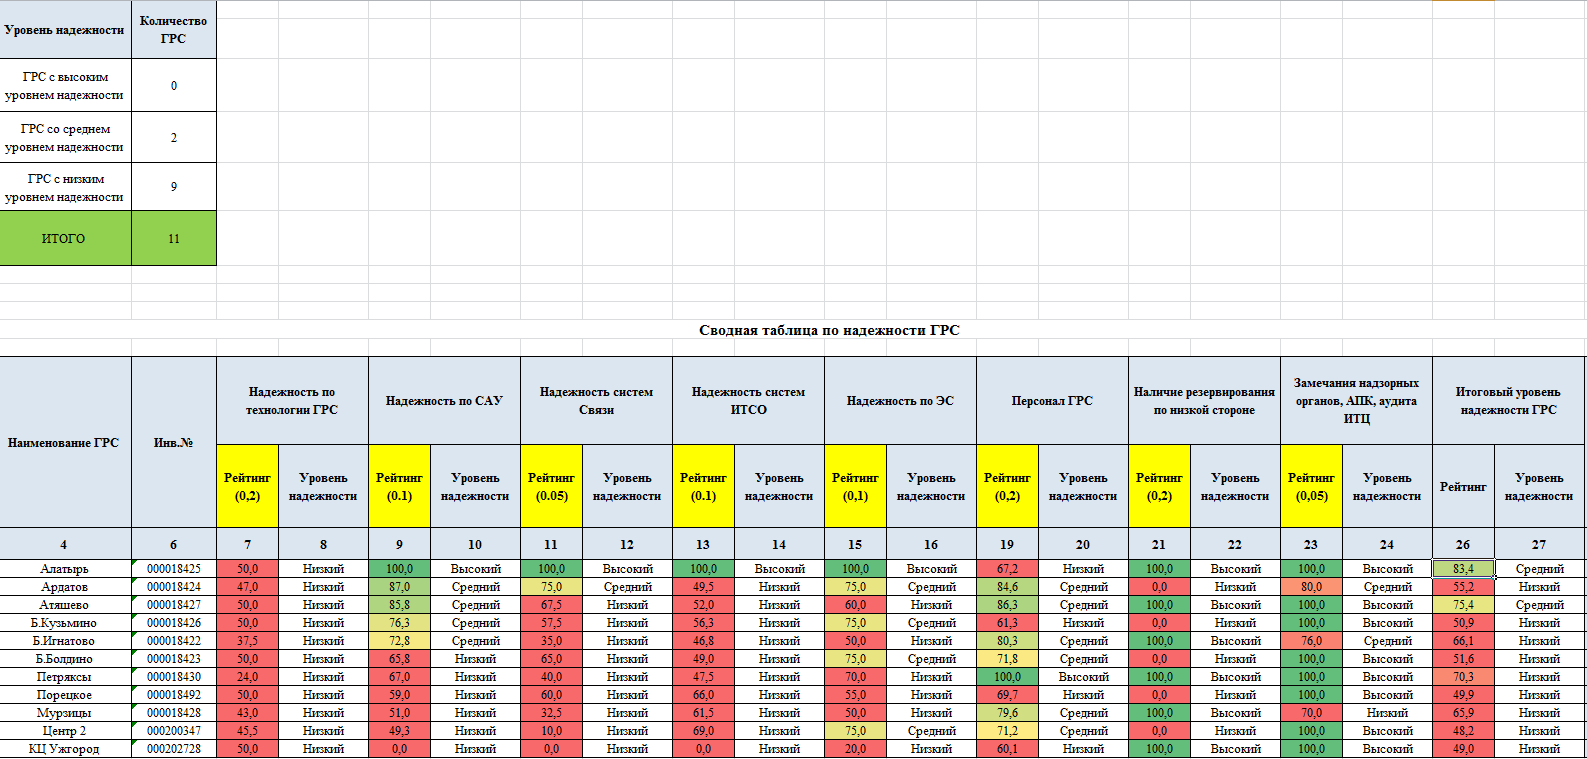 Уровень надежности Количество ГРС
ГРС с высоким уровнем надежности 0
ГРС со среднем уровнем надежности 2
ГРС с низким уровнем надежности 9
ИТОГО 11
Сводная таблица по надежности ГРС
Наименование ГРС Инв.№ Надежность по технологии ГРС Надежность по САУ Надежность систем Связи Надежность систем ИТСО Надежность по ЭС Персонал ГРС Наличие резервирования по низкой стороне Замечания надзорных органов, АПК, аудита ИТЦ Итоговый уровень надежности ГРС
Рейтинг (0,2) Уровень надежности Рейтинг (0.1) Уровень надежности Рейтинг (0.05) Уровень надежности Рейтинг (0.1) Уровень надежности Рейтинг (0,1) Уровень надежности Рейтинг (0,2) Уровень надежности Рейтинг (0,2) Уровень надежности Рейтинг (0,05) Уровень надежности Рейтинг Уровень надежности
4 6 7 8 9 10 11 12 13 14 15 16 19 20 21 22 23 24 26 27
Алатырь 000018425 50,0 Низкий 100,0 Высокий 100,0 Высокий 100,0 Высокий 100,0 Высокий 67,2 Низкий 100,0 Высокий 100,0 Высокий 83,4 Средний
Ардатов 000018424 47,0 Низкий 87,0 Средний 75,0 Средний 49,5 Низкий 75,0 Средний 84,6 Средний 0,0 Низкий 80,0 Средний 55,2 Низкий
Атяшево 000018427 50,0 Низкий 85,8 Средний 67,5 Низкий 52,0 Низкий 60,0 Низкий 86,3 Средний 100,0 Высокий 100,0 Высокий 75,4 Средний
Б.Кузьмино 000018426 50,0 Низкий 76,3 Средний 57,5 Низкий 56,3 Низкий 75,0 Средний 61,3 Низкий 0,0 Низкий 100,0 Высокий 50,9 Низкий
Б.Игнатово 000018422 37,5 Низкий 72,8 Средний 35,0 Низкий 46,8 Низкий 50,0 Низкий 80,3 Средний 100,0 Высокий 76,0 Средний 66,1 Низкий
Б.Болдино 000018423 50,0 Низкий 65,8 Низкий 65,0 Низкий 49,0 Низкий 75,0 Средний 71,8 Средний 0,0 Низкий 100,0 Высокий 51,6 Низкий
Петряксы 000018430 24,0 Низкий 67,0 Низкий 40,0 Низкий 47,5 Низкий 70,0 Низкий 100,0 Высокий 100,0 Высокий 100,0 Высокий 70,3 Низкий
Порецкое 000018492 50,0 Низкий 59,0 Низкий 60,0 Низкий 66,0 Низкий 55,0 Низкий 69,7 Низкий 0,0 Низкий 100,0 Высокий 49,9 Низкий
Мурзицы 000018428 43,0 Низкий 51,0 Низкий 32,5 Низкий 61,5 Низкий 50,0 Низкий 79,6 Средний 100,0 Высокий 70,0 Низкий 65,9 Низкий
Центр 2 000200347 45,5 Низкий 49,3 Низкий 10,0 Низкий 69,0 Низкий 75,0 Средний 71,2 Средний 0,0 Низкий 100,0 Высокий 48,2 Низкий
КЦ Ужгород 000202728 50,0 Низкий 0,0 Низкий 0,0 Низкий 0,0 Низкий 20,0 Низкий 60,1 Низкий 100,0 Высокий 100,0 Высокий 49,0 Низкий